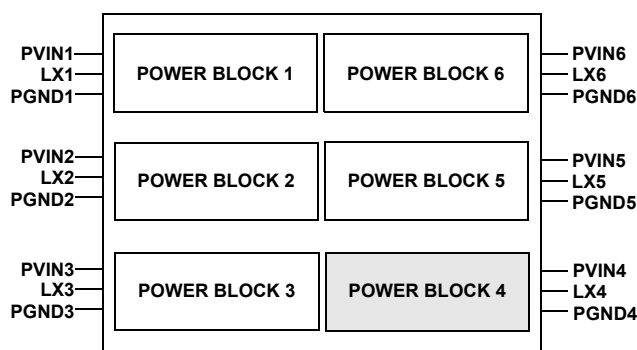 PVIN1
LX1
PGND1
POWER BLOCK 1
POWER BLOCK 6
PVIN6
LX6
PGND6
PVIN2
LX2
PGND2
POWER BLOCK 2
POWER BLOCK 5
PVIN5
LX5
PGND5
PVIN3
LX3
PGND3
POWER BLOCK 3
POWER BLOCK 4
PVIN4
LX4
PGND4